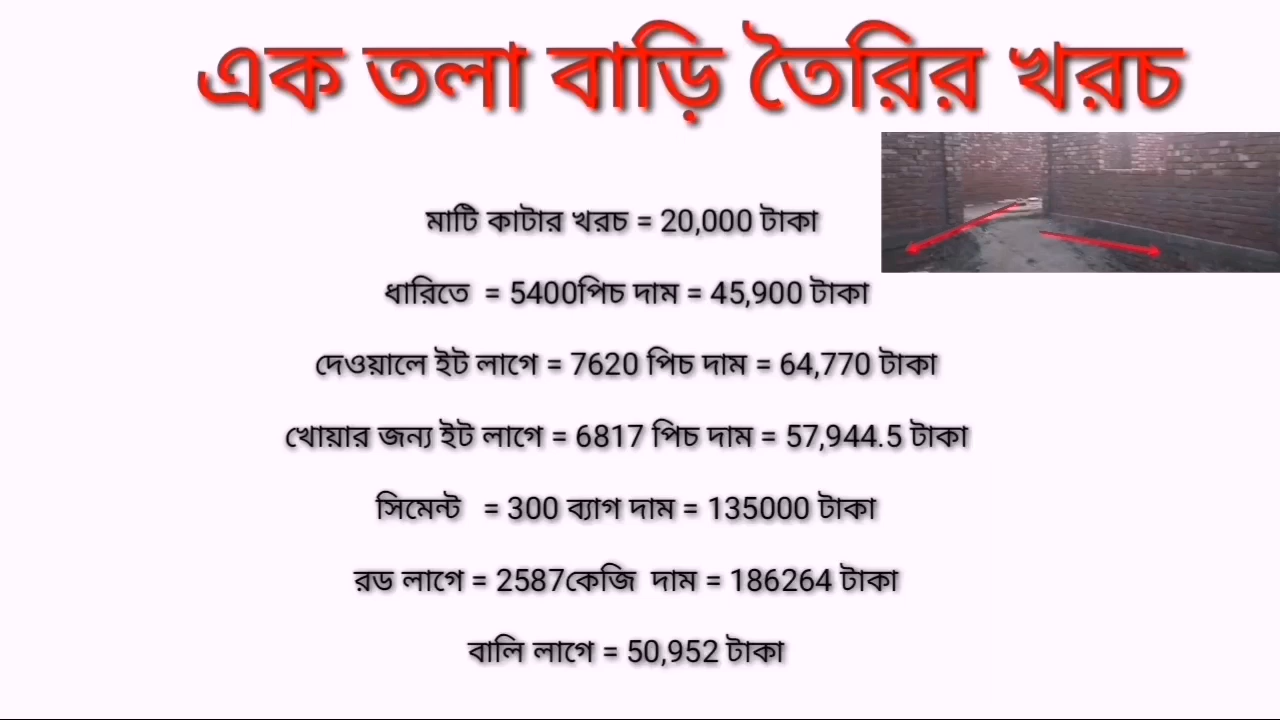 এক তলা বাড়ি তৈরির খরচ
মাটি কাটার খরচ = 20,000 টাকা
ধারিতে = 5400পিচ দাম = 45,900 টাকা
দেওয়ালে ইট লাগে = 7620 পিচ দাম = 64,770 টাকা
খোয়ার জন্য ইট লাগে = 6817 পিচ দাম = 57,944.5 টাকা
সিমেন্ট = 300 ব্যাগ দাম = 135000 টাকা
রড লাগে = 2587কেজি দাম = 186264 টাকা
বালি লাগে = 50,952 টাকা